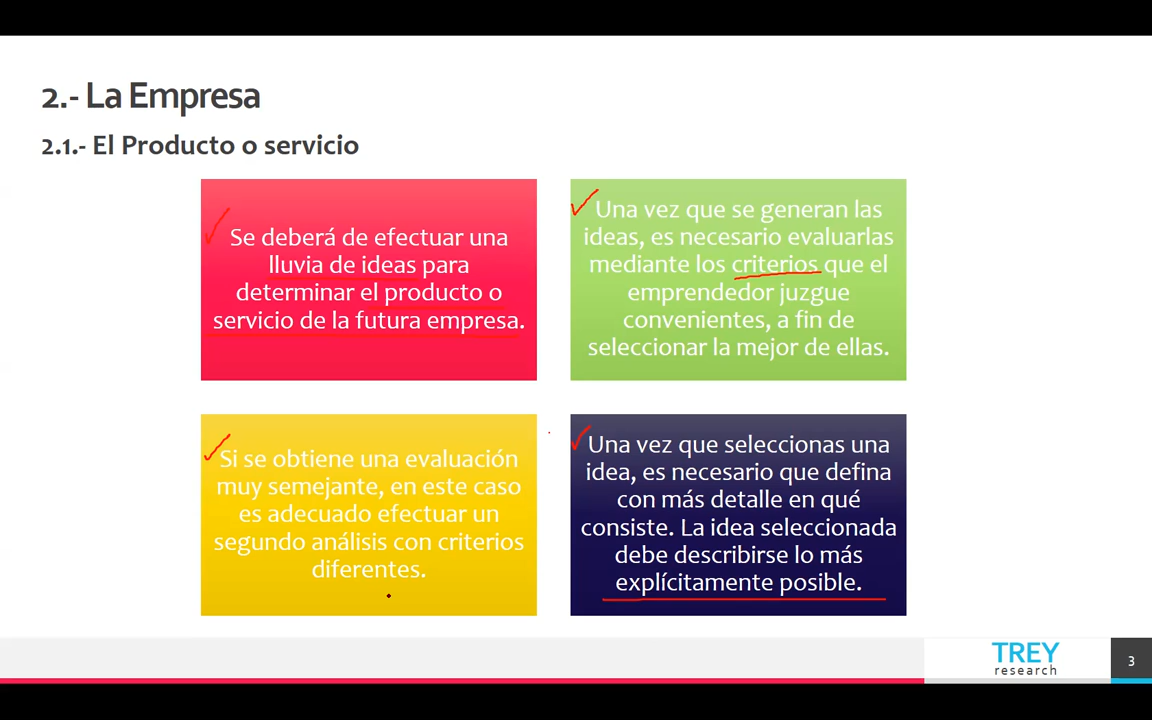 2.- La Empresa
2.1.- El Producto o servicio
Se deberá de efectuar una
lluvia de ideas para
determinar el producto o
servicio de la futura empresa.
Una vez que se generan las
ideas, es necesario evaluarlas
mediante los criterios que el
emprendedor juzgue
convenientes, a fin de
seleccionar la mejor de ellas.
Si se obtiene una evaluación
muy semejante, en este caso
es adecuado efectuar un
segundo análisis con criterios
diferentes.
Una vez que seleccionas una
idea, es necesario que defina
con más detalle en qué
consiste. La idea seleccionada
debe describirse lo más
explícitamente posible.
TREY
research
3